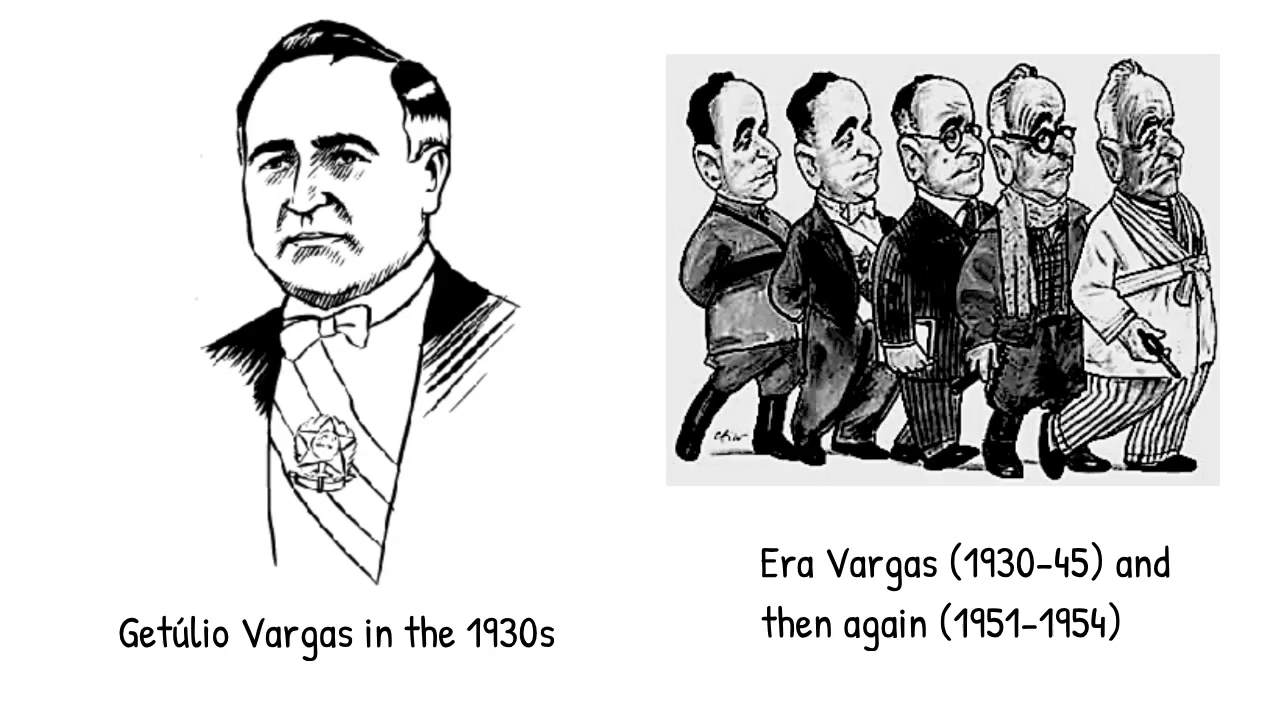 Getúlio Vargas in the 1930s
Era Vargas (1930-45) and
then again (1951-1954)